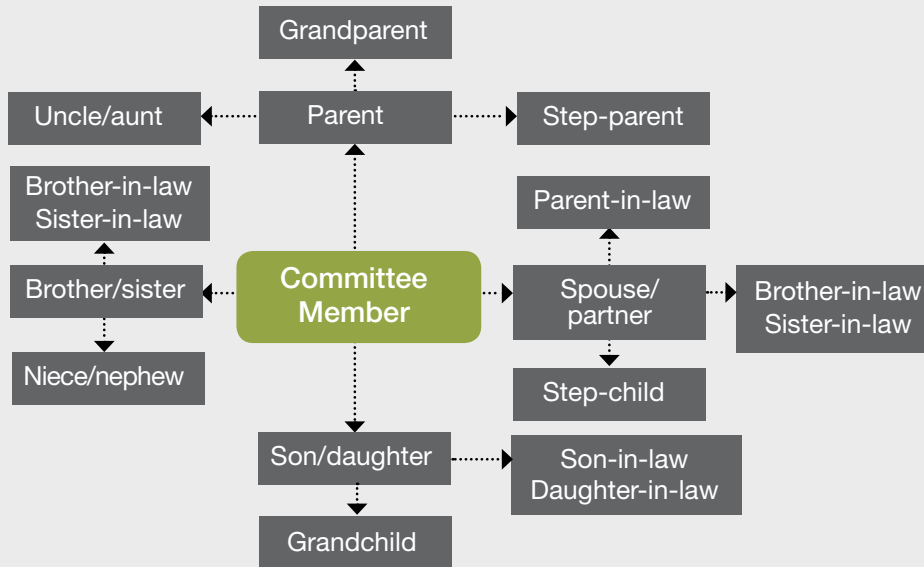 Grandparent
Uncle/aunt
Parent
Step-parent
Brother-in-law
Sister-in-law
Parent-in-law
Brother/sister
Committee
Member
Spouse/
partner
Brother-in-law
Sister-in-law
Niece/nephew
Step-child
Son/daughter
Son-in-law
Daughter-in-law
Grandchild